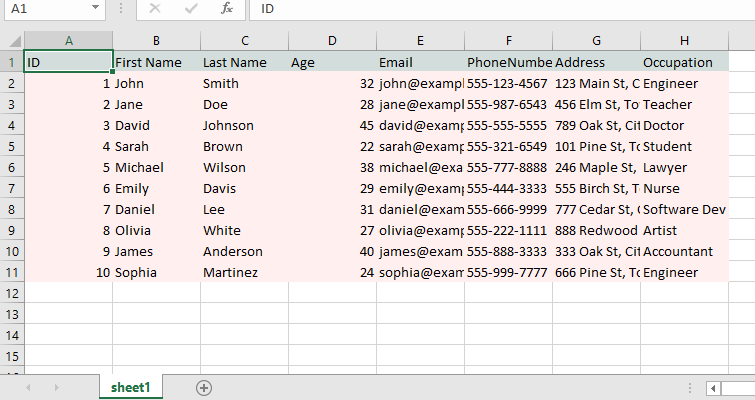 A1 fx ID
A B C D E F G H
1 ID First Name Last Name Age Email PhoneNumbe Address Occupation
2 1 John Smith 32 john@exampl 555-123-4567 123 Main St, C Engineer
3 2 Jane Doe 28 jane@exampl 555-987-6543 456 Elm St, To Teacher
4 3 David Johnson 45 david@examp 555-555-5555 789 Oak St, Cit Doctor
5 4 Sarah Brown 22 sarah@examp 555-321-6549 101 Pine St, To Student
6 5 Michael Wilson 38 michael@exa 555-777-8888 246 Maple St, Lawyer
7 6 Emily Davis 29 emily@examp 555-444-3333 555 Birch St, T Nurse
8 7 Daniel Lee 31 daniel@exam 555-666-9999 777 Cedar St, Software Dev
9 8 Olivia White 27 olivia@examp 555-222-1111 888 Redwood Artist
10 9 James Anderson 40 james@exam 555-888-3333 333 Oak St, Cit Accountant
11 10 Sophia Martinez 24 sophia@exam 555-999-7777 666 Pine St, To Engineer
12
13
14
15
sheet1